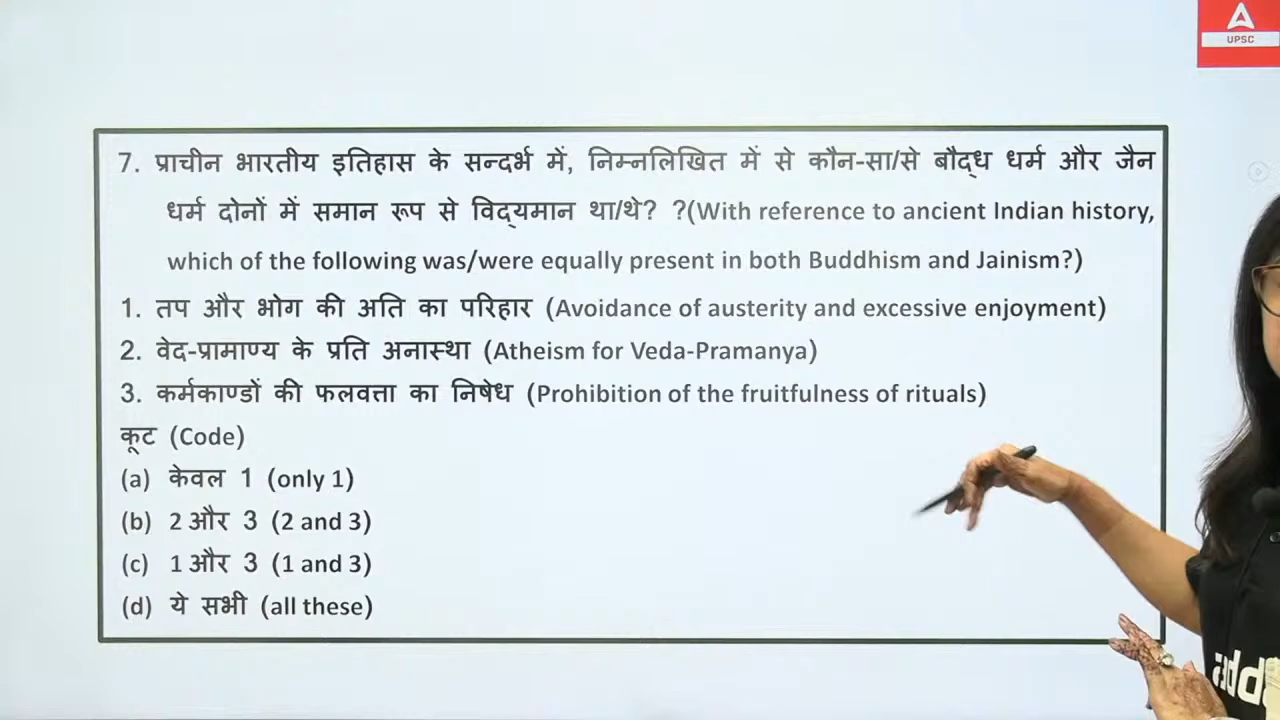 UPSC
7. प्राचीन भारतीय इतिहास के सन्दर्भ में, निम्नलिखित में से कौन-सा/से बौद्ध धर्म और जैन
धर्म दोनों में समान रूप से विद्यमान था/थे? ?(With reference to ancient Indian history,
which of the following was/were equally present in both Buddhism and Jainism?)
1. तप और भोग की अति का परिहार (Avoidance of austerity and excessive enjoyment)
2. वेद-प्रामाण्य के प्रति अनास्था (Atheism for Veda-Pramanya)
3. कर्मकाण्डों की फलवत्ता का निषेध (Prohibition of the fruitfulness of rituals)
कूट (Code)
(a) केवल 1 (only 1)
(b) 2 और 3 (2 and 3)
(c) 1 और 3 (1 and 3)
(d) ये सभी (all these)